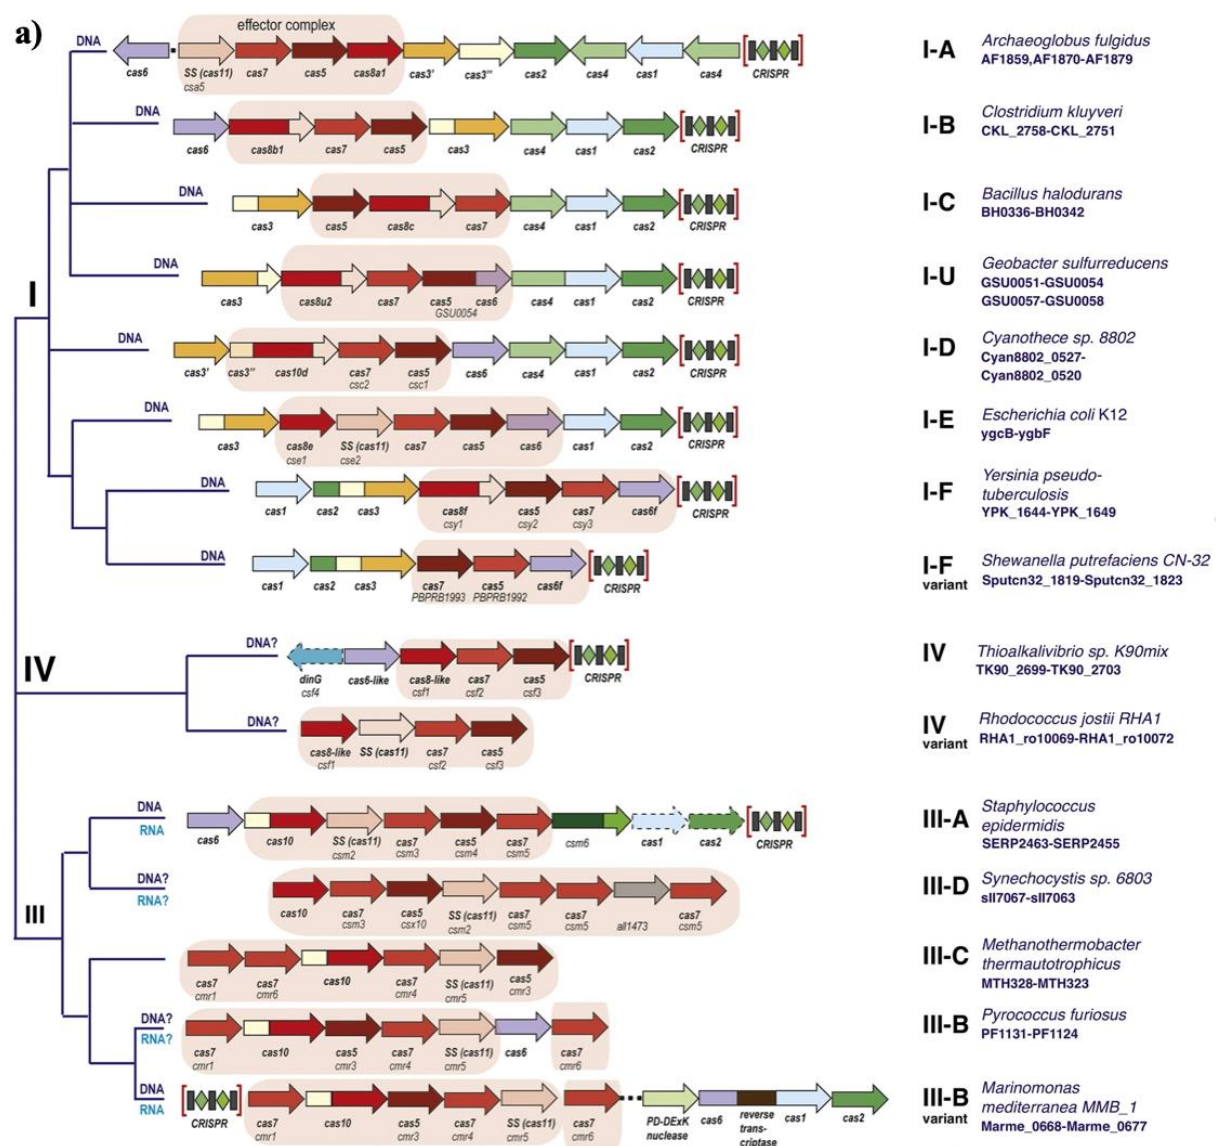 a)
effector complex
DNA
cas6
SS (cas11)
csa5
cas7
cas5
cas8a1
cas3'
cas3''
cas2
cas4
cas1
cas4
CRISPR
I-A
Archaeoglobus fulgidus
AF1859,AF1870-AF1879
DNA
cas6
cas8b1
cas7
cas5
cas3
cas4
cas1
cas2
CRISPR
I-B
Clostridium kluyveri
CKL_2758-CKL_2751
DNA
cas3
cas5
cas8c
cas7
cas4
cas1
cas2
CRISPR
I-C
Bacillus halodurans
BH0336-BH0342
I
DNA
cas3
cas8u2
cas7
cas5
GSU0054
cas6
cas4
cas1
cas2
CRISPR
I-U
Geobacter sulfurreducens
GSU0051-GSU0054
GSU0057-GSU0058
DNA
cas3'
cas3''
cas10d
cas7
csc2
cas5
csc1
cas6
cas4
cas1
cas2
CRISPR
I-D
Cyanothece sp. 8802
Cyan8802_0527-
Cyan8802_0520
DNA
cas3
cas8e
cse1
SS (cas11)
cse2
cas7
cas5
cas6
cas1
cas2
CRISPR
I-E
Escherichia coli K12
ygcB-ygbF
DNA
cas1
cas2
cas3
cas8f
csy1
cas5
csy2
cas7
csy3
cas6f
CRISPR
I-F
Yersinia pseudo-
tuberculosis
YPK_1644-YPK_1649
DNA
cas1
cas2
cas3
cas7
PBPRB1993
cas5
PBPRB1992
cas6f
CRISPR
I-F
variant
Shewanella putrefaciens CN-32
Sputcn32_1819-Sputcn32_1823
IV
DNA?
dinG
csf4
cas6-like
cas8-like
csf1
cas7
csf2
cas5
csf3
CRISPR
IV
Thioalkalivibrio sp. K90mix
TK90_2699-TK90_2703
DNA?
cas8-like
csf1
SS (cas11)
cas7
csf2
cas5
csf3
IV
variant
Rhodococcus jostii RHA1
RHA1_ro10069-RHA1_ro10072
DNA
RNA
cas6
cas10
SS (cas11)
csm2
cas7
csm3
cas5
csm4
cas7
csm5
csm6
cas1
cas2
CRISPR
III-A
Staphylococcus
epidermidis
SERP2463-SERP2455
III
DNA?
RNA?
cas10
cas7
csm3
cas5
csx10
SS (cas11)
csm2
cas7
csm5
cas7
csm5
all1473
cas7
csm5
III-D
Synechocystis sp. 6803
sll7067-sll7063
cas7
cmr1
cas7
cmr6
cas10
cas7
cmr4
SS (cas11)
cmr5
cas5
cmr3
III-C
Methanothermobacter
thermautotrophicus
MTH328-MTH323
DNA?
RNA?
cas7
cmr1
cas10
cas5
cmr3
cas7
cmr4
SS (cas11)
cmr5
cas6
cas7
cmr6
III-B
Pyrococcus furiosus
PF1131-PF1124
DNA
RNA
CRISPR
cas7
cmr1
cas10
cas5
cmr3
cas7
cmr4
SS (cas11)
cmr5
cas7
cmr6
PD-DExK
nuclease
cas6
reverse
trans-
criptase
cas1
cas2
III-B
variant
Marinomonas
mediterranea MMB_1
Marme_0668-Marme_0677